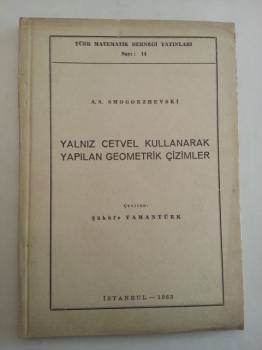 TÜRK MATEMATİK DERNEĞİ YAYINLARI
Sayı: 14
A.S. SMOGORZHEVSKİ
YALNIZ CETVEL KULLANARAK
YAPILAN GEOMETRİK ÇİZİMLER
Çeviren:
Şüküfe YAMANTÜRK
İSTANBUL — 1963